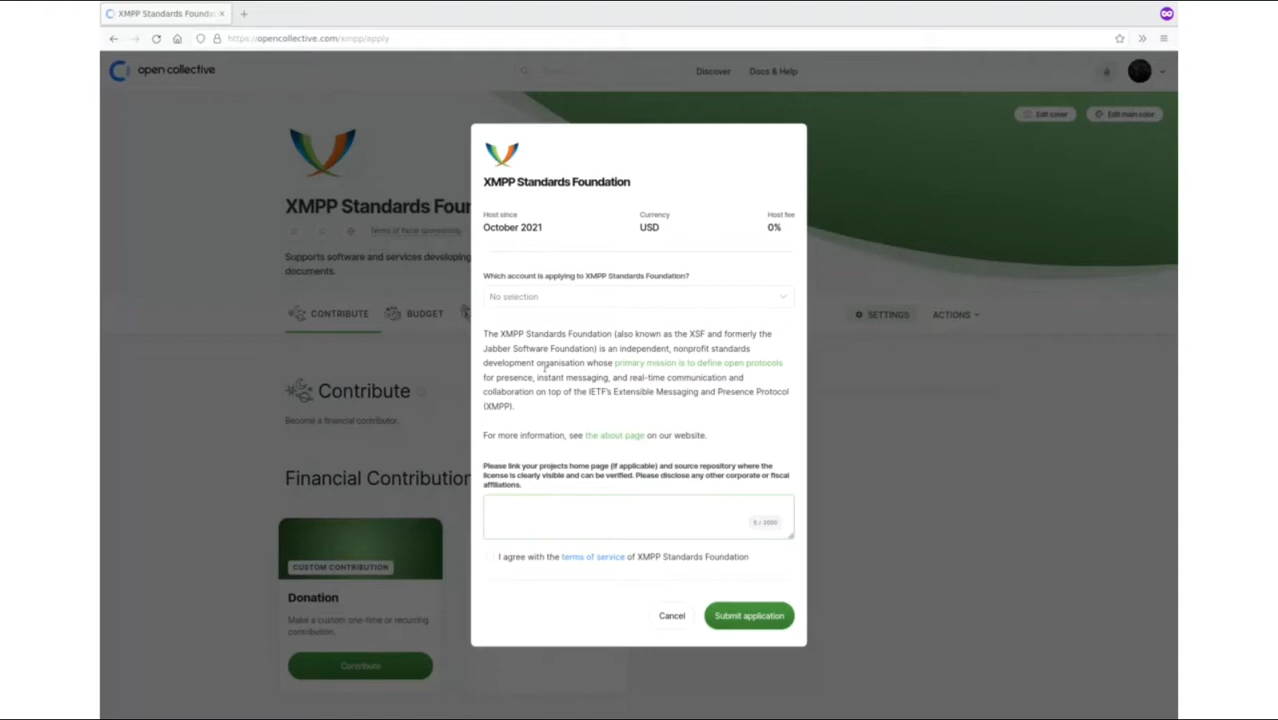 XMPP Standards Founda
https://opencollective.com/xmpp/apply
open collective
Discover
Docs & Help
Edit cover
Edit main color
XMPP Standards Four
Terms of fiscal sponsorship
Supports software and services developing
documents.
CONTRIBUTE
BUDGET
SETTINGS
ACTIONS
Contribute
Become a financial contributor.
Financial Contribution
CUSTOM CONTRIBUTION
Donation
Make a custom one-time or recurring
contribution.
Contribute
XMPP Standards Foundation
Host since
October 2021
Currency
USD
Host fee
0%
Which account is applying to XMPP Standards Foundation?
No selection
The XMPP Standards Foundation (also known as the XSF and formerly the
Jabber Software Foundation) is an independent, nonprofit standards
development organisation whose primary mission is to define open protocols
for presence, instant messaging, and real-time communication and
collaboration on top of the IETF's Extensible Messaging and Presence Protocol
(XMPP).
For more information, see the about page on our website.
Please link your projects home page (if applicable) and source repository where the
license is clearly visible and can be verified. Please disclose any other corporate or fiscal
affiliations.
0 / 3000
I agree with the terms of service of XMPP Standards Foundation
Cancel
Submit application